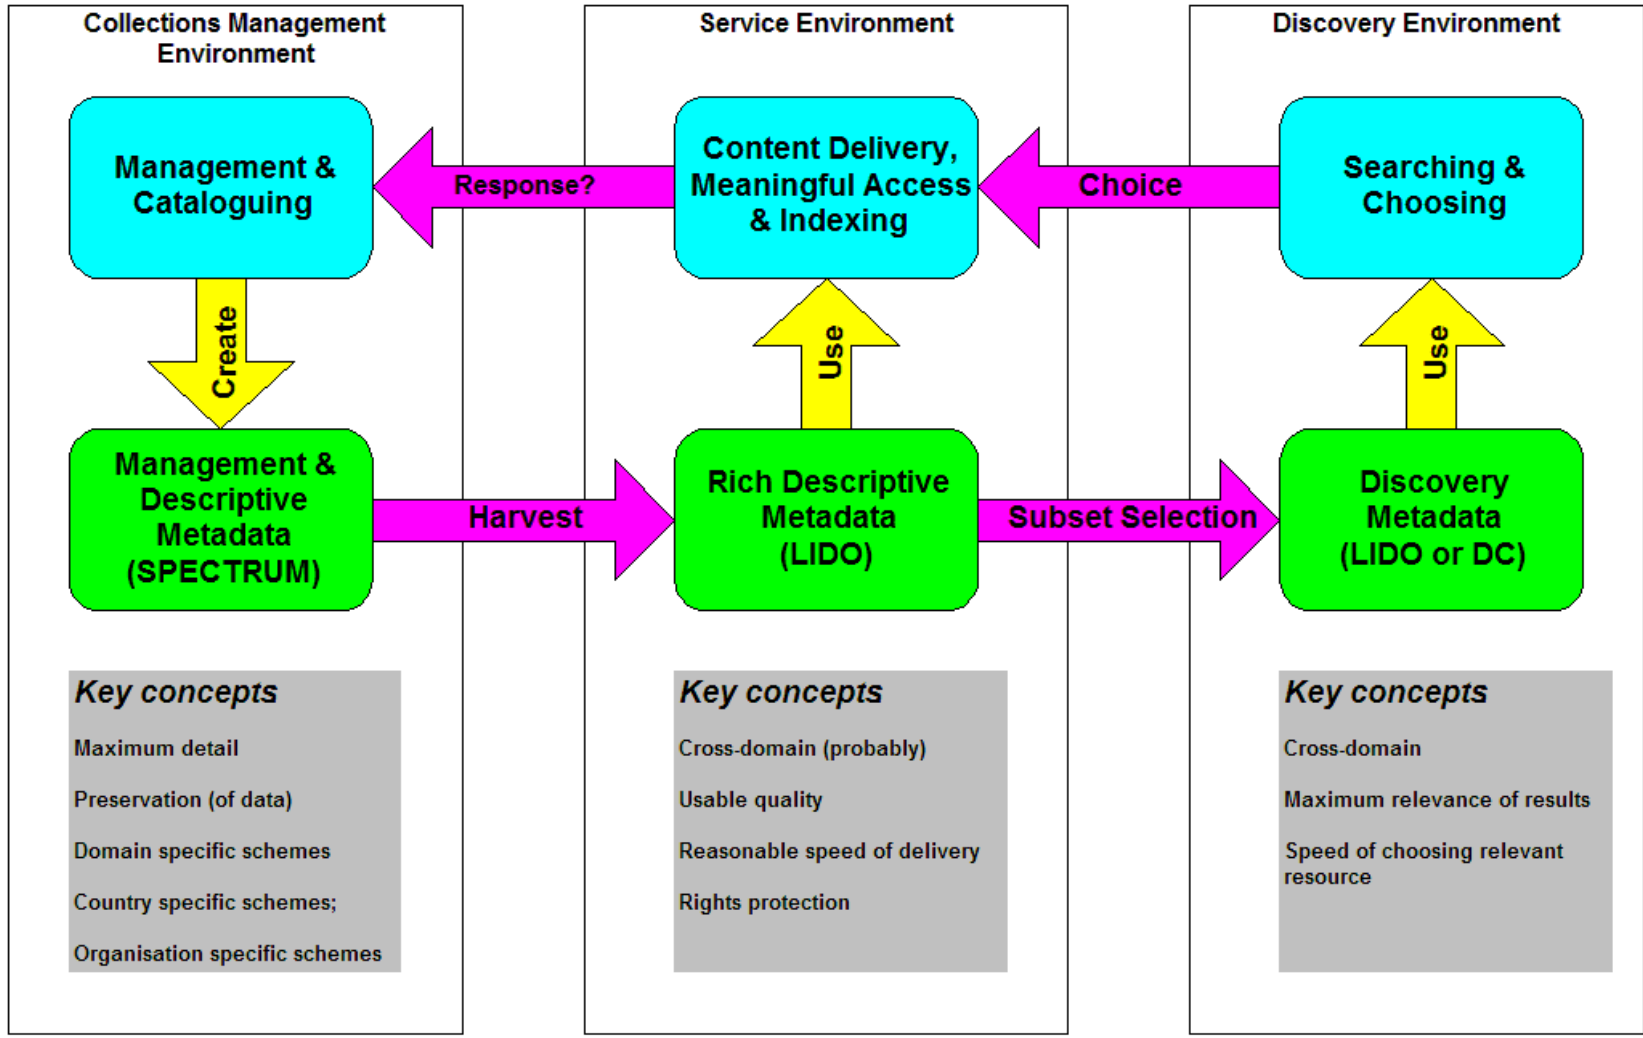 Collections Management
Environment
Service Environment
Discovery Environment
Management &
Cataloguing
Response?
Content Delivery,
Meaningful Access
& Indexing
Choice
Searching &
Choosing
Create
Use
Use
Management &
Descriptive
Metadata
(SPECTRUM)
Harvest
Rich Descriptive
Metadata
(LIDO)
Subset Selection
Discovery
Metadata
(LIDO or DC)
Key concepts
Maximum detail
Preservation (of data)
Domain specific schemes
Country specific schemes;
Organisation specific schemes
Key concepts
Cross-domain (probably)
Usable quality
Reasonable speed of delivery
Rights protection
Key concepts
Cross-domain
Maximum relevance of results
Speed of choosing relevant
resource